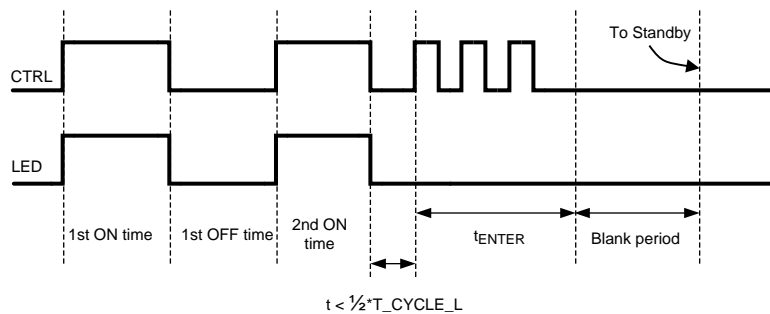 To Standby
CTRL
LED
1st ON time
1st OFF time
2nd ON
time
tENTER
Blank period
t < ½*T_CYCLE_L